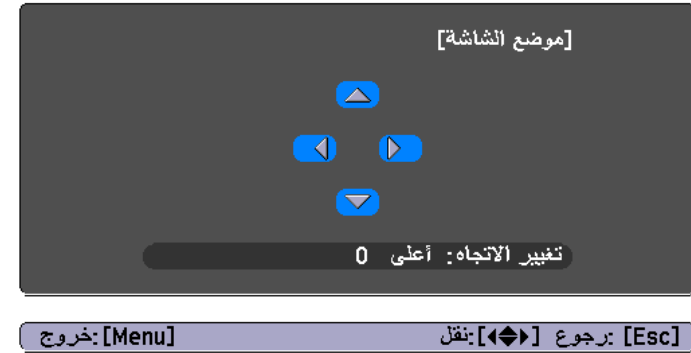 [موضع الشاشة]
تغيير الاتجاه: أعلى 0
[Esc] :رجوع [◆]:نقل [Menu]:خروج